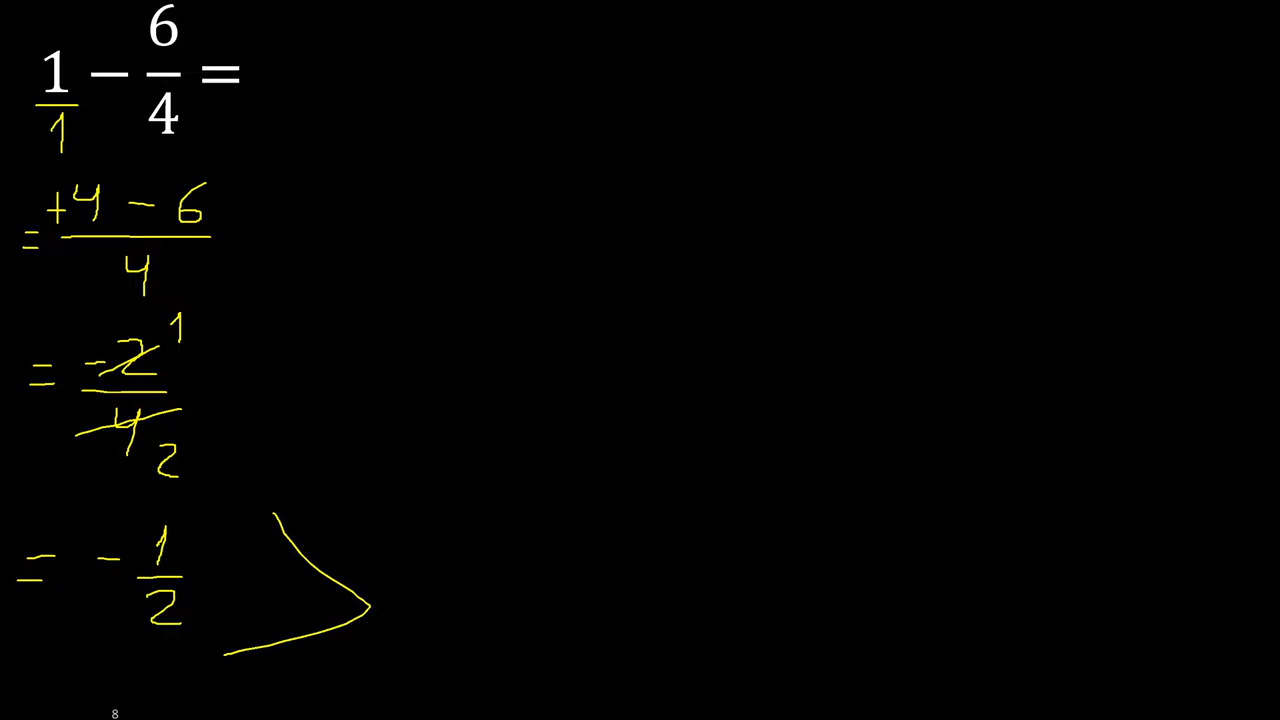 1/1 − 6/4 =
= +4 − 6 / 4
= −2/4 1 2
= − 1/2
8